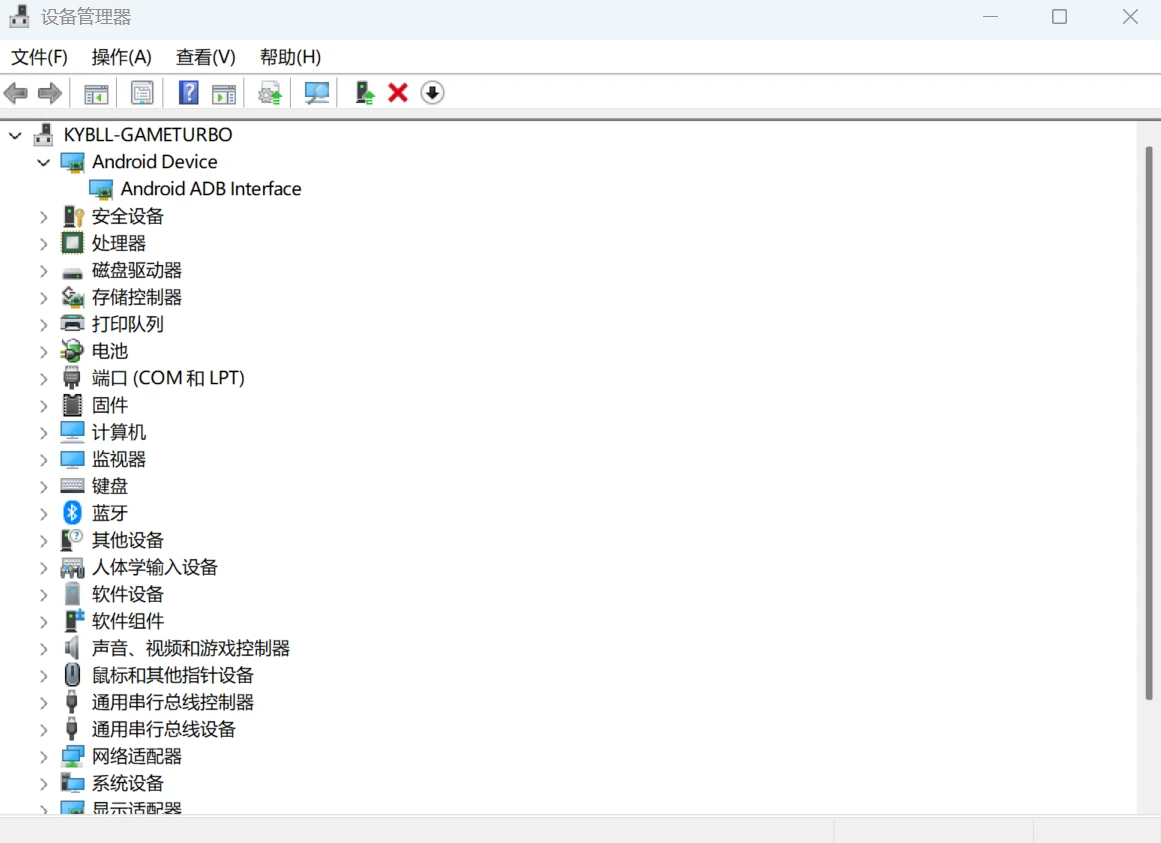 设备管理器
文件(F) 操作(A) 查看(V) 帮助(H)
KYBLL-GAMETURBO
Android Device
Android ADB Interface
安全设备
处理器
磁盘驱动器
存储控制器
打印队列
电池
端口 (COM 和 LPT)
固件
计算机
监视器
键盘
蓝牙
其他设备
人体学输入设备
软件设备
软件组件
声音、视频和游戏控制器
鼠标和其他指针设备
通用串行总线控制器
通用串行总线设备
网络适配器
系统设备
显示适配器